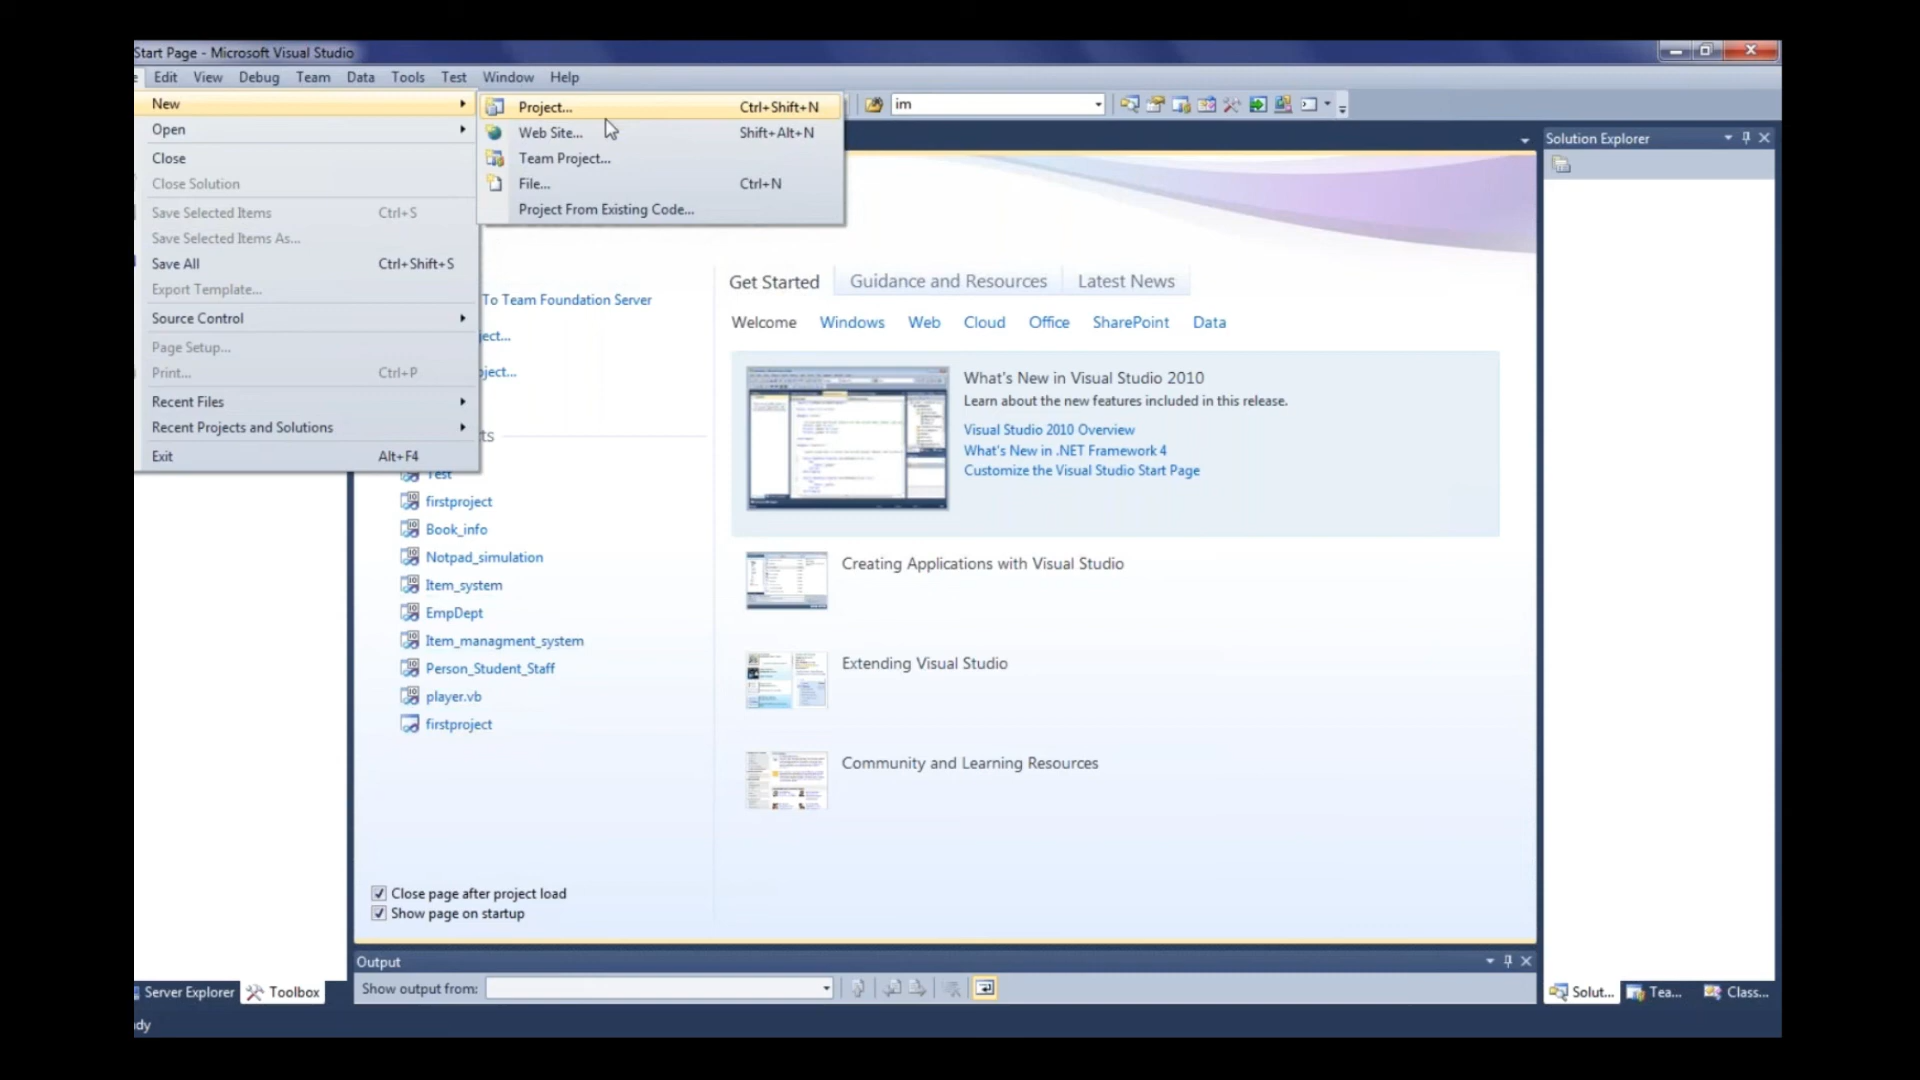 Start Page - Microsoft Visual Studio
e Edit View Debug Team Data Tools Test Window Help
New
Open
Close
Close Solution
Save Selected Items Ctrl+S
Save Selected Items As...
Save All Ctrl+Shift+S
Export Template...
Source Control
Page Setup...
Print... Ctrl+P
Recent Files
Recent Projects and Solutions
Exit Alt+F4
Project... Ctrl+Shift+N
Web Site... Shift+Alt+N
Team Project...
File... Ctrl+N
Project From Existing Code...
im
Solution Explorer
To Team Foundation Server
ject...
oject...
ts
Test
firstproject
Book_info
Notpad_simulation
Item_system
EmpDept
Item_managment_system
Person_Student_Staff
player.vb
firstproject
Close page after project load
Show page on startup
Get Started Guidance and Resources Latest News
Welcome Windows Web Cloud Office SharePoint Data
What's New in Visual Studio 2010
Learn about the new features included in this release.
Visual Studio 2010 Overview
What's New in .NET Framework 4
Customize the Visual Studio Start Page
Creating Applications with Visual Studio
Extending Visual Studio
Community and Learning Resources
Output
Show output from:
Server Explorer Toolbox
Solut... Tea... Class...
dy